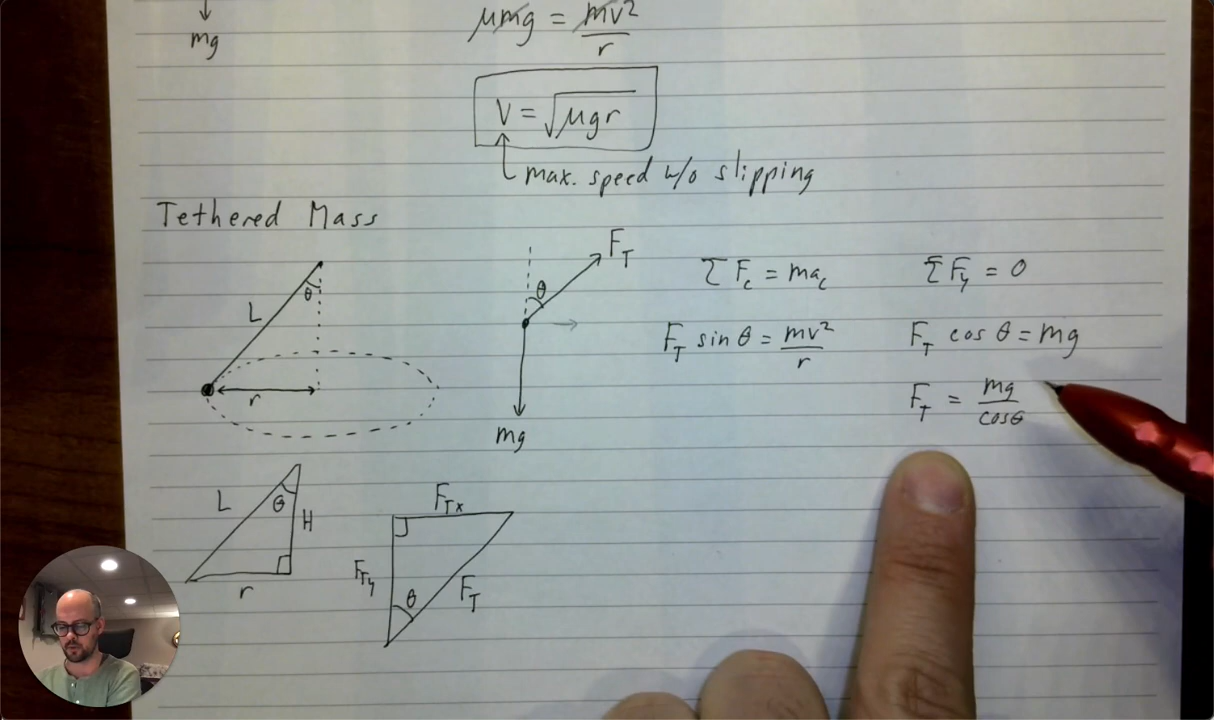 mg
μmg = mv²/r
V = √μgr
max. speed w/o slipping
Tethered Mass
L
θ
r
θ
F_T
mg
ΣF_c = ma_c
ΣF_y = 0
F_T sin θ = mv²/r
F_T cos θ = mg
F_T = mg/cosθ
L
θ
H
r
F_Tx
F_Ty
θ
F_T